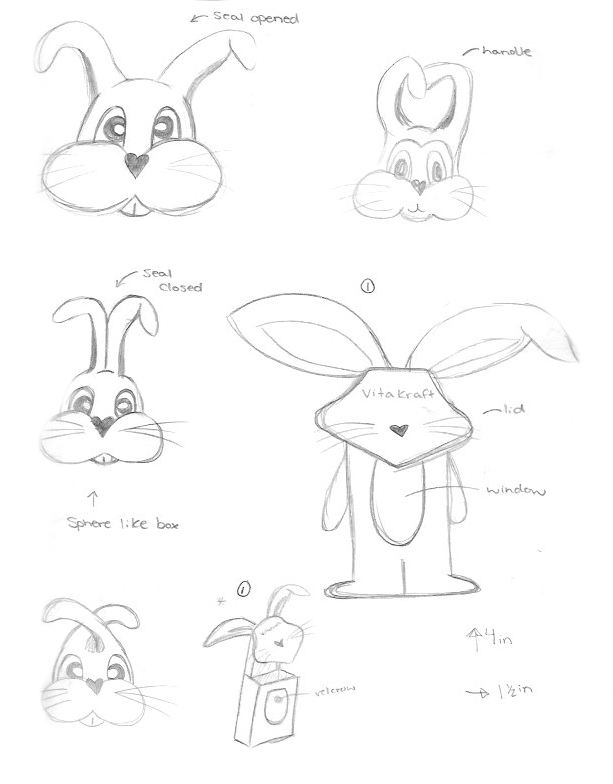 Seal opened
handle
Seal
Closed
①
Vitakraft
lid
window
Sphere like box
①
*
velcrow
4in
1½in